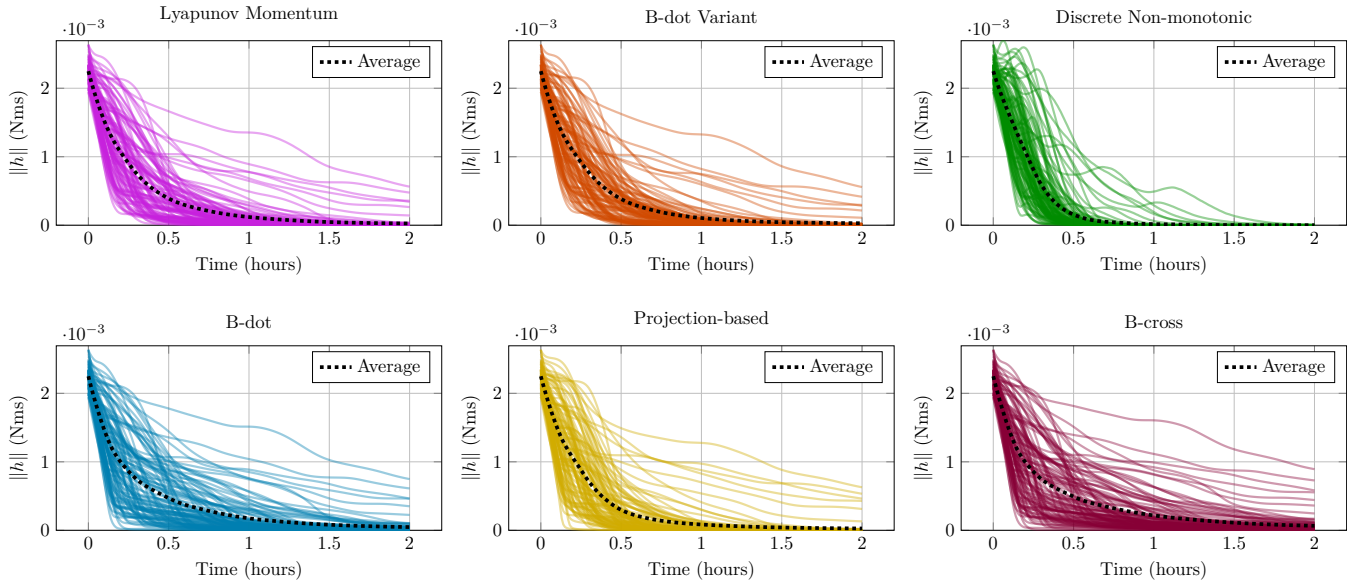 Lyapunov Momentum
·10⁻³
Average
‖h‖ (Nms)
2
1
0
0 0.5 1 1.5 2
Time (hours)
B-dot Variant
·10⁻³
Average
‖h‖ (Nms)
2
1
0
0 0.5 1 1.5 2
Time (hours)
Discrete Non-monotonic
·10⁻³
Average
‖h‖ (Nms)
2
1
0
0 0.5 1 1.5 2
Time (hours)
B-dot
·10⁻³
Average
‖h‖ (Nms)
2
1
0
0 0.5 1 1.5 2
Time (hours)
Projection-based
·10⁻³
Average
‖h‖ (Nms)
2
1
0
0 0.5 1 1.5 2
Time (hours)
B-cross
·10⁻³
Average
‖h‖ (Nms)
2
1
0
0 0.5 1 1.5 2
Time (hours)